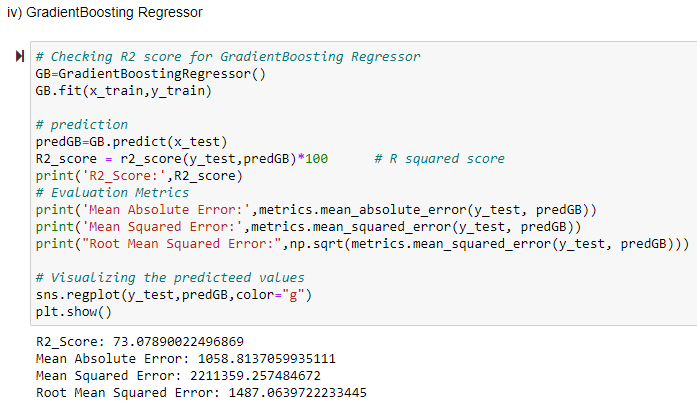 iv) GradientBoosting Regressor
# Checking R2 score for GradientBoosting Regressor
GB=GradientBoostingRegressor()
GB.fit(x_train,y_train)
# prediction
predGB=GB.predict(x_test)
R2_score = r2_score(y_test,predGB)*100      # R squared score
print('R2_Score:',R2_score)
# Evaluation Metrics
print('Mean Absolute Error:',metrics.mean_absolute_error(y_test, predGB))
print('Mean Squared Error:',metrics.mean_squared_error(y_test, predGB))
print("Root Mean Squared Error:",np.sqrt(metrics.mean_squared_error(y_test, predGB)))
# Visualizing the predicteed values
sns.regplot(y_test,predGB,color="g")
plt.show()
R2_Score: 73.07890022496869
Mean Absolute Error: 1058.8137059935111
Mean Squared Error: 2211359.257484672
Root Mean Squared Error: 1487.0639722233445